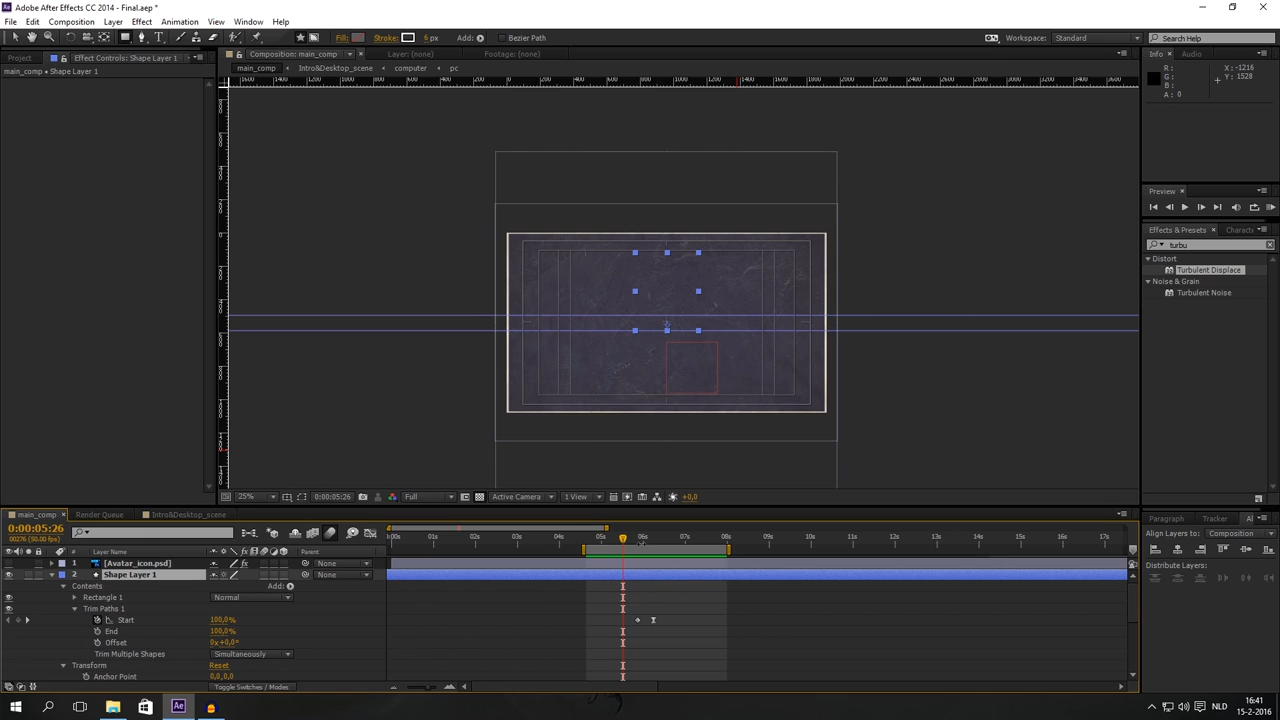 Adobe After Effects CC 2014 - Final.aep *
File Edit Composition Layer Effect Animation View Window Help
Fill: Stroke: 6 px Add: Bezier Path Workspace: Standard Search Help
Project Effect Controls: Shape Layer 1 Composition: main_comp Layer: (none) Footage: (none) Info Audio
main_comp • Shape Layer 1
main_comp Intro&Desktop_scene computer pc
R: G: B: A: 0
X: -1216 Y: 1528
Preview
Effects & Presets Charact
turbu
Distort
Turbulent Displace
Noise & Grain
Turbulent Noise
25% 0:00:05:26 Full Active Camera 1 View +0,0
main_comp Render Queue Intro&Desktop_scene Paragraph Tracker
0:00:05:26
00276 (50.00 fps)
Align Layers to: Composition
Distribute Layers:
01s 02s 03s 04s 05s 06s 07s 08s 09s 10s 11s 12s 13s 14s 15s 16s 17s
# Layer Name Parent
1 [Avatar_icon.psd] None
2 Shape Layer 1 None
Contents Add:
Rectangle 1 Normal
Trim Paths 1
Start 100,0%
End 100,0%
Offset 0x+0,0°
Trim Multiple Shapes Simultaneously
Transform Reset
Anchor Point 0,0,0,0
Toggle Switches / Modes
NLD 16:41
15-2-2016